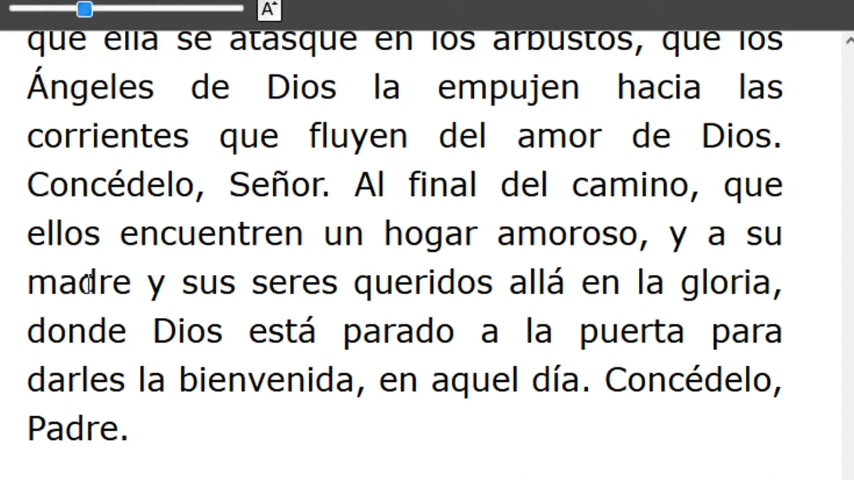 A
que ella se atasque en los arbustos, que los
Ángeles de Dios la empujen hacia las
corrientes que fluyen del amor de Dios.
Concédelo, Señor. Al final del camino, que
ellos encuentren un hogar amoroso, y a su
madre y sus seres queridos allá en la gloria,
donde Dios está parado a la puerta para
darles la bienvenida, en aquel día. Concédelo,
Padre.